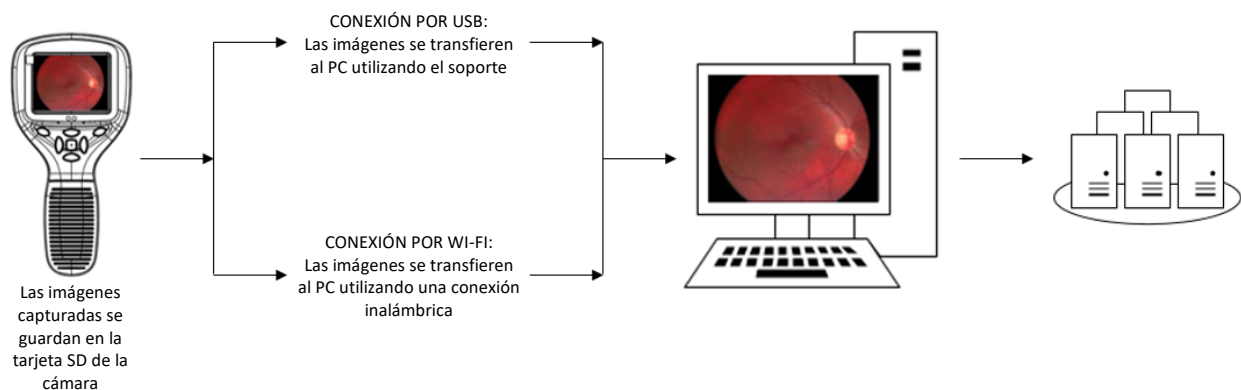 CONEXIÓN POR USB:
Las imágenes se transfieren
al PC utilizando el soporte
CONEXIÓN POR WI-FI:
Las imágenes se transfieren
al PC utilizando una conexión
inalámbrica
Las imágenes
capturadas se
guardan en la
tarjeta SD de la
cámara